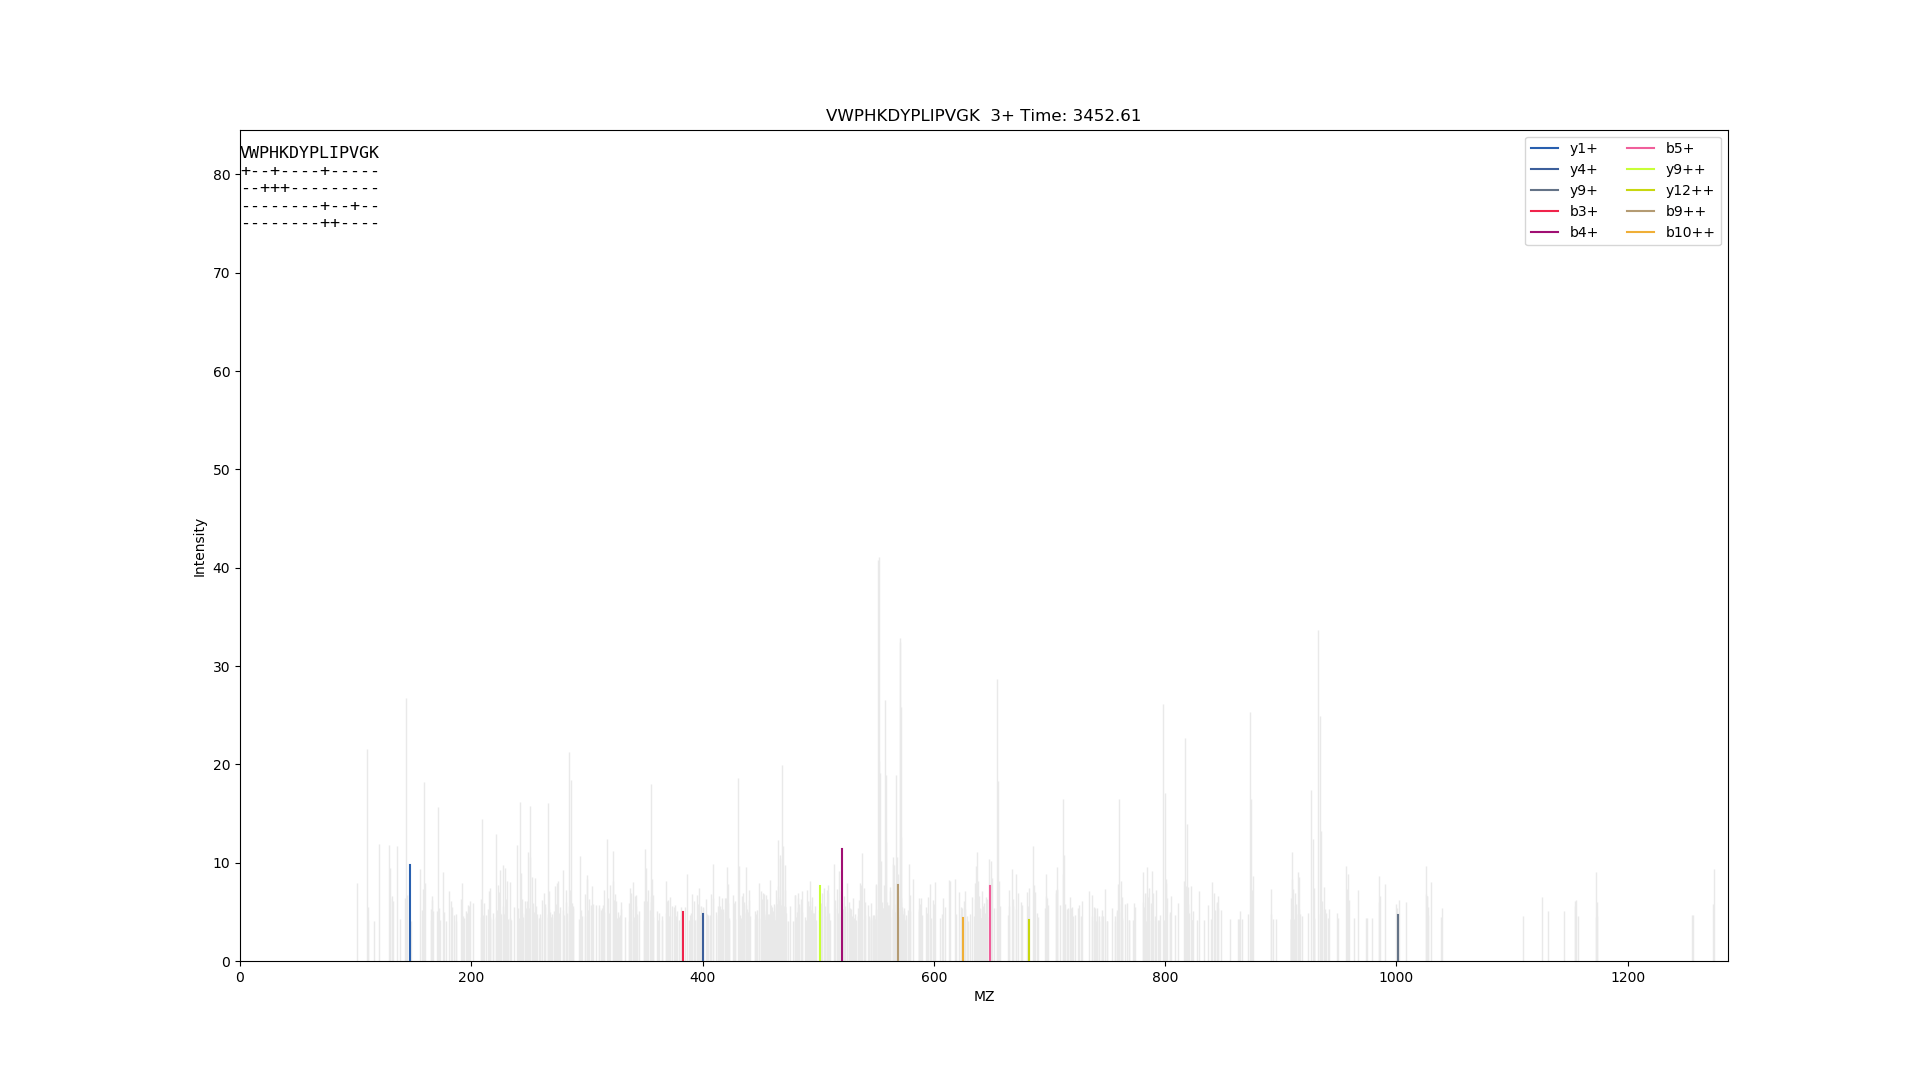 VWPHKDYPLIPVGK 3+ Time: 3452.61
VWPHKDYPLIPVGK
+--+----+-----
--+++---------
--------+--+--
--------++----
y1+
y4+
y9+
b3+
b4+
b5+
y9++
y12++
b9++
b10++
80
70
60
50
40
30
20
10
0
Intensity
0 200 400 600 800 1000 1200
MZ